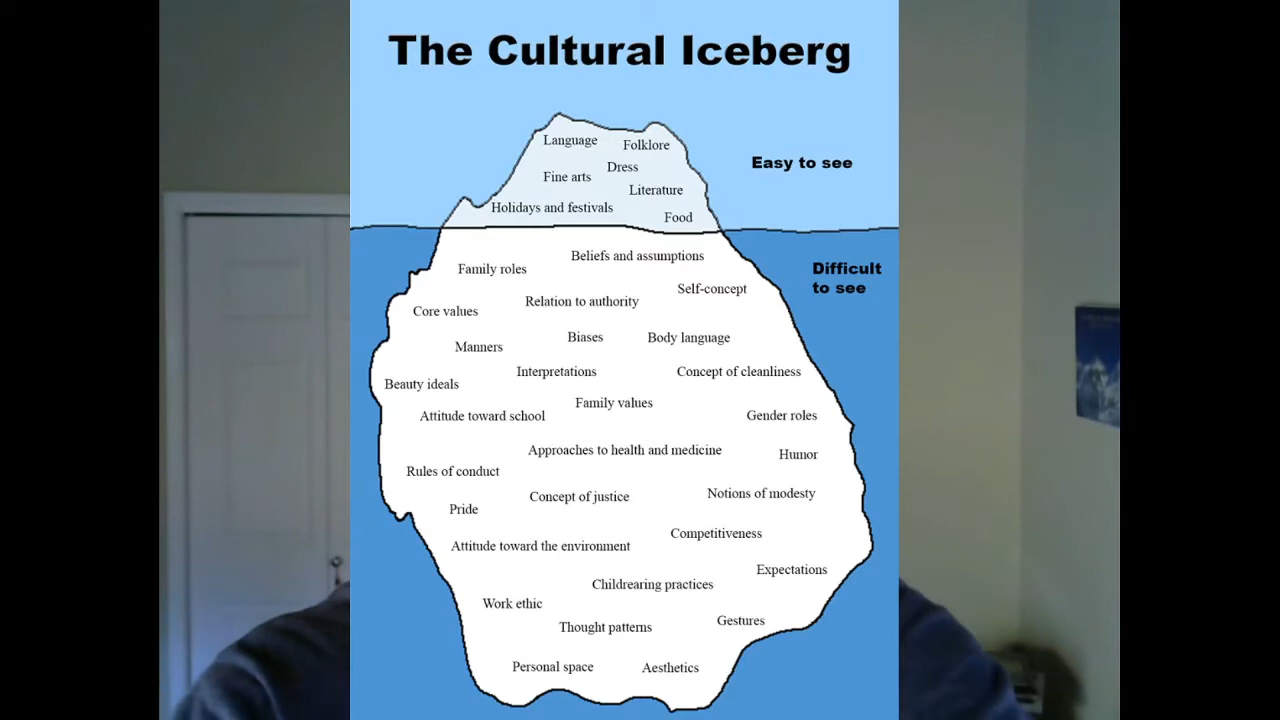 The Cultural Iceberg
Language
Folklore
Dress
Fine arts
Easy to see
Literature
Holidays and festivals
Food
Beliefs and assumptions
Family roles
Difficult
to see
Self-concept
Relation to authority
Core values
Biases
Body language
Manners
Interpretations
Concept of cleanliness
Beauty ideals
Family values
Attitude toward school
Gender roles
Approaches to health and medicine
Humor
Rules of conduct
Concept of justice
Notions of modesty
Pride
Competitiveness
Attitude toward the environment
Expectations
Childrearing practices
Work ethic
Gestures
Thought patterns
Personal space
Aesthetics